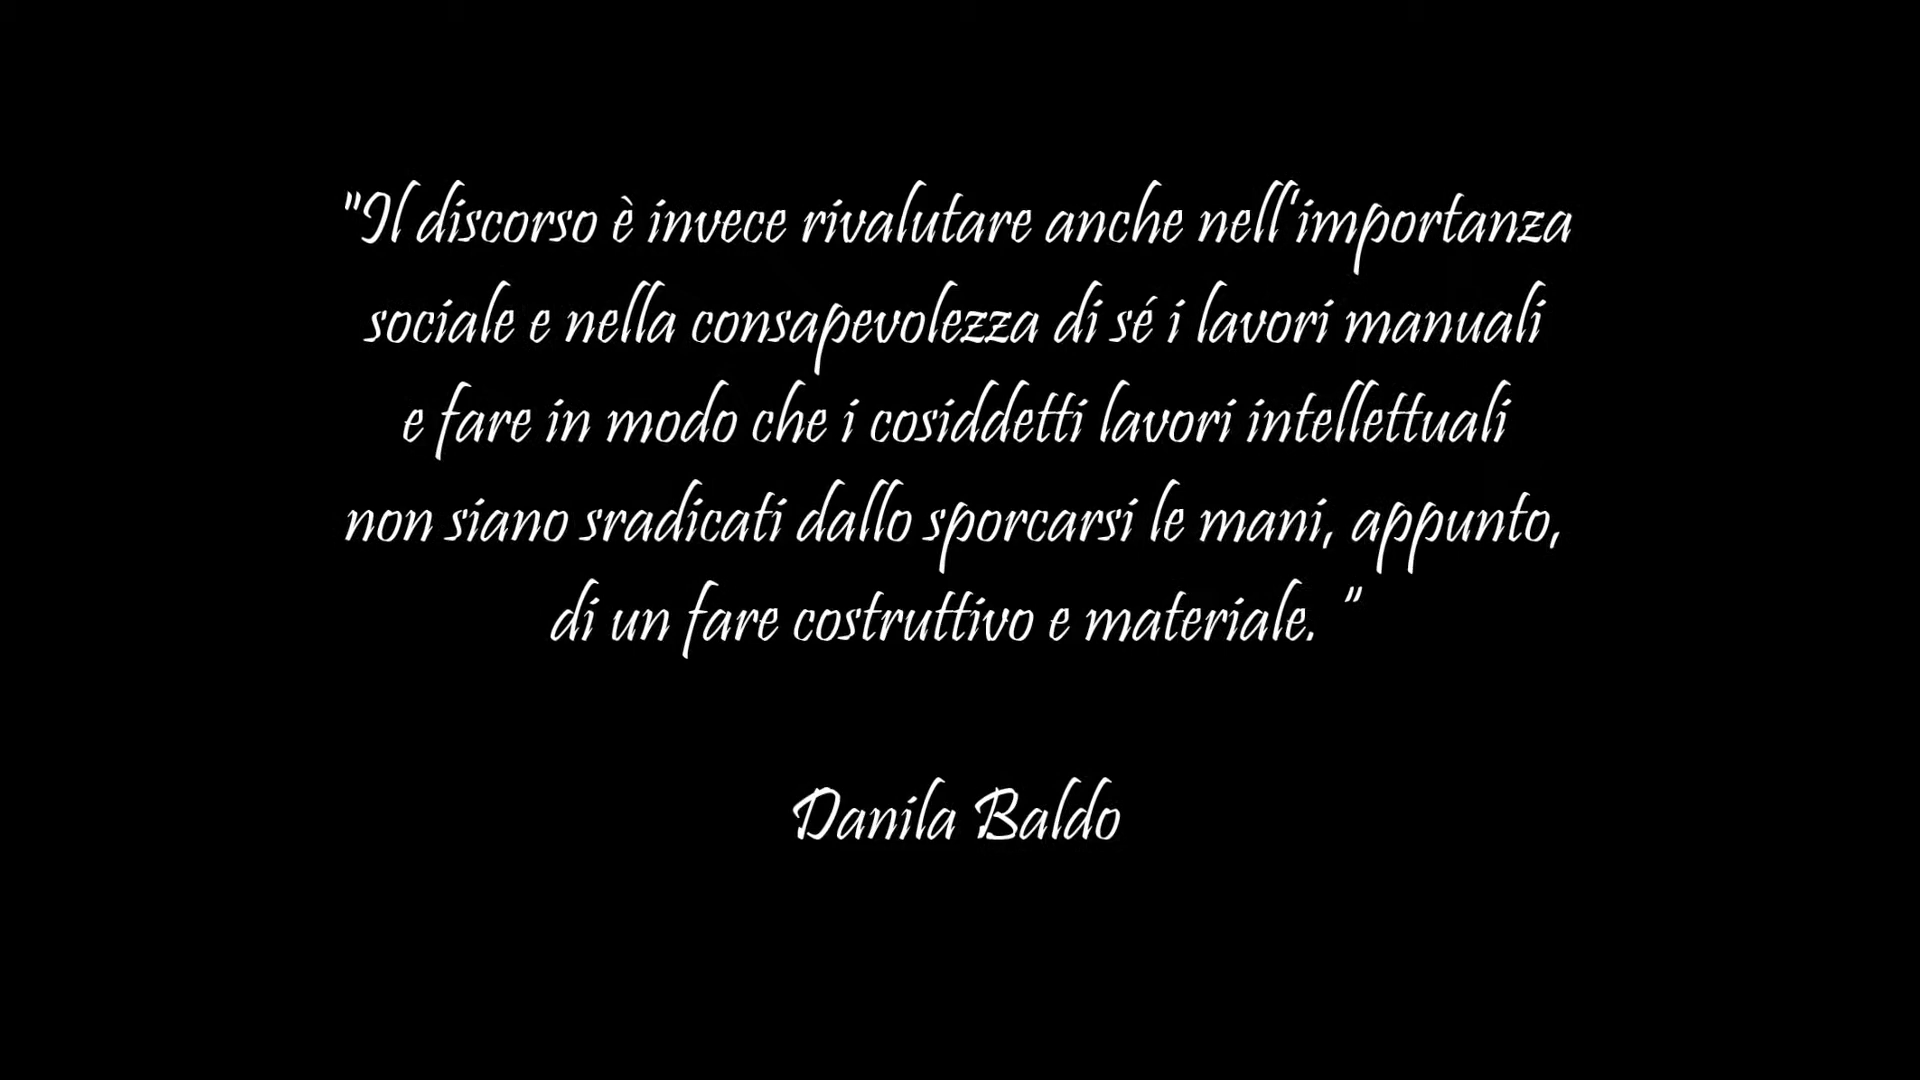 "Il discorso è invece rivalutare anche nell'importanza
sociale e nella consapevolezza di sé i lavori manuali
e fare in modo che i cosiddetti lavori intellettuali
non siano sradicati dallo sporcarsi le mani, appunto,
di un fare costruttivo e materiale. "
Danila Baldo